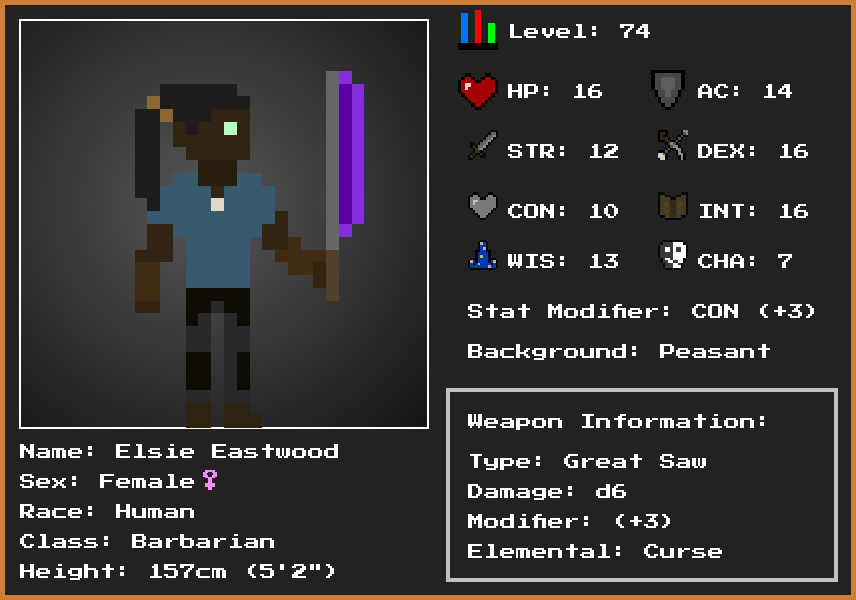 Level: 74
HP: 16
AC: 14
STR: 12
DEX: 16
CON: 10
INT: 16
WIS: 13
CHA: 7
Stat Modifier: CON (+3)
Background: Peasant
Weapon Information:
Type: Great Saw
Damage: d6
Modifier: (+3)
Elemental: Curse
Name: Elsie Eastwood
Sex: Female♀
Race: Human
Class: Barbarian
Height: 157cm (5'2")